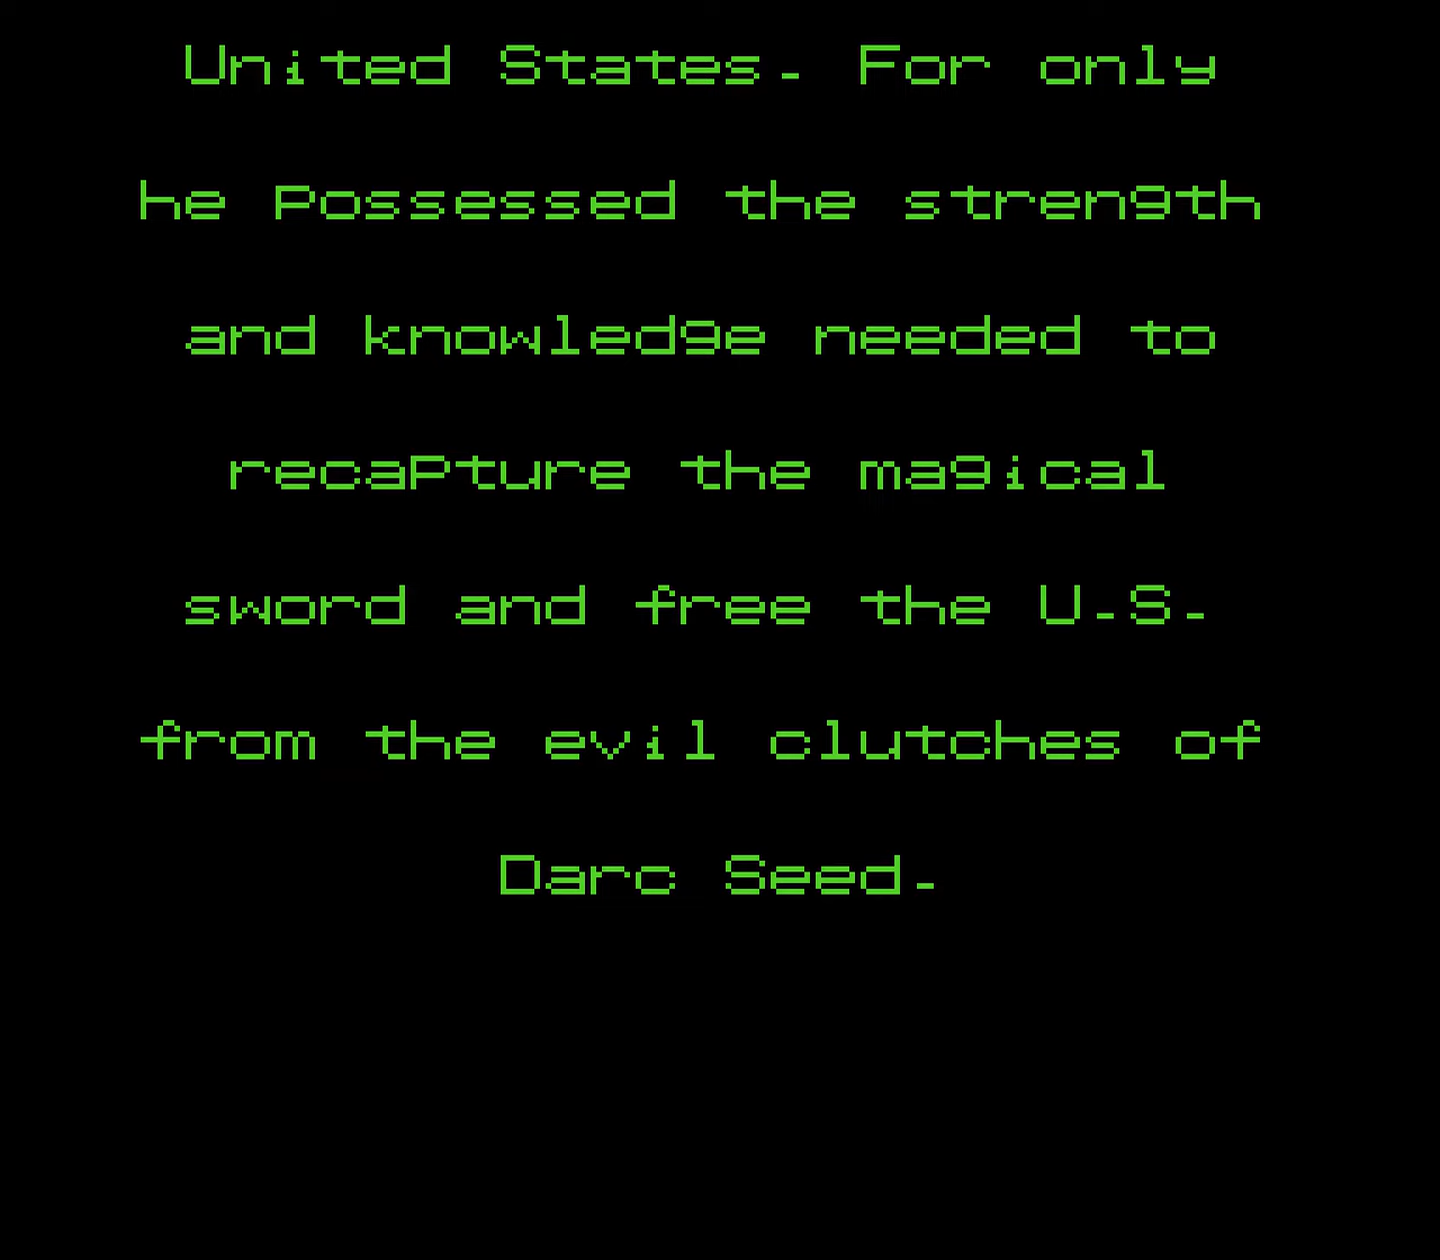 United States. For only
he possessed the strength
and knowledge needed to
recapture the magical
sword and free the U.S.
from the evil clutches of
Darc Seed.